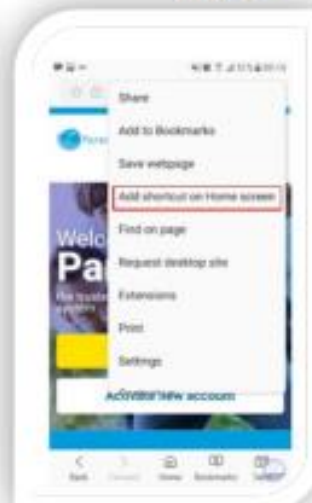 Share
Add to Bookmarks
Save webpage
Add shortcut on Home screen
Find on page
Request desktop site
Extensions
Print
Settings
Welc
Pa
Activate new account
Back
Home
Bookmarks